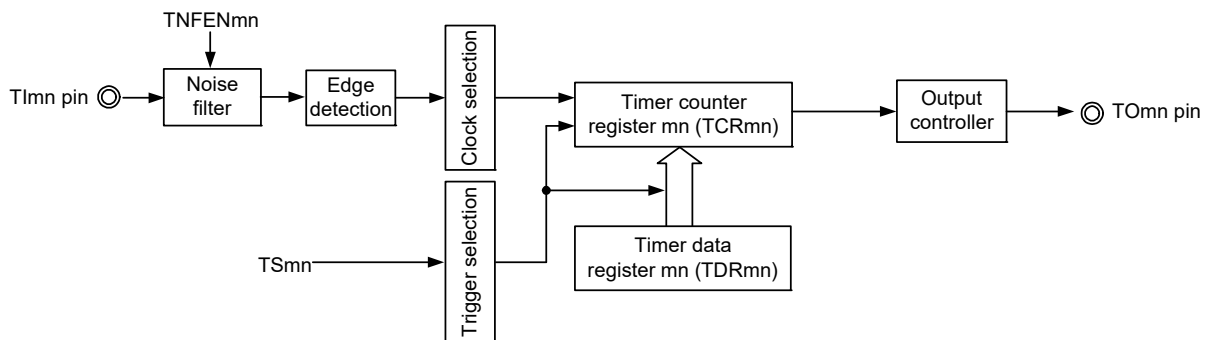 TNFENmn
TImn pin
Noise
filter
Edge
detection
Clock selection
Timer counter
register mn (TCRmn)
Output
controller
TOmn pin
TSmn
Trigger selection
Timer data
register mn (TDRmn)